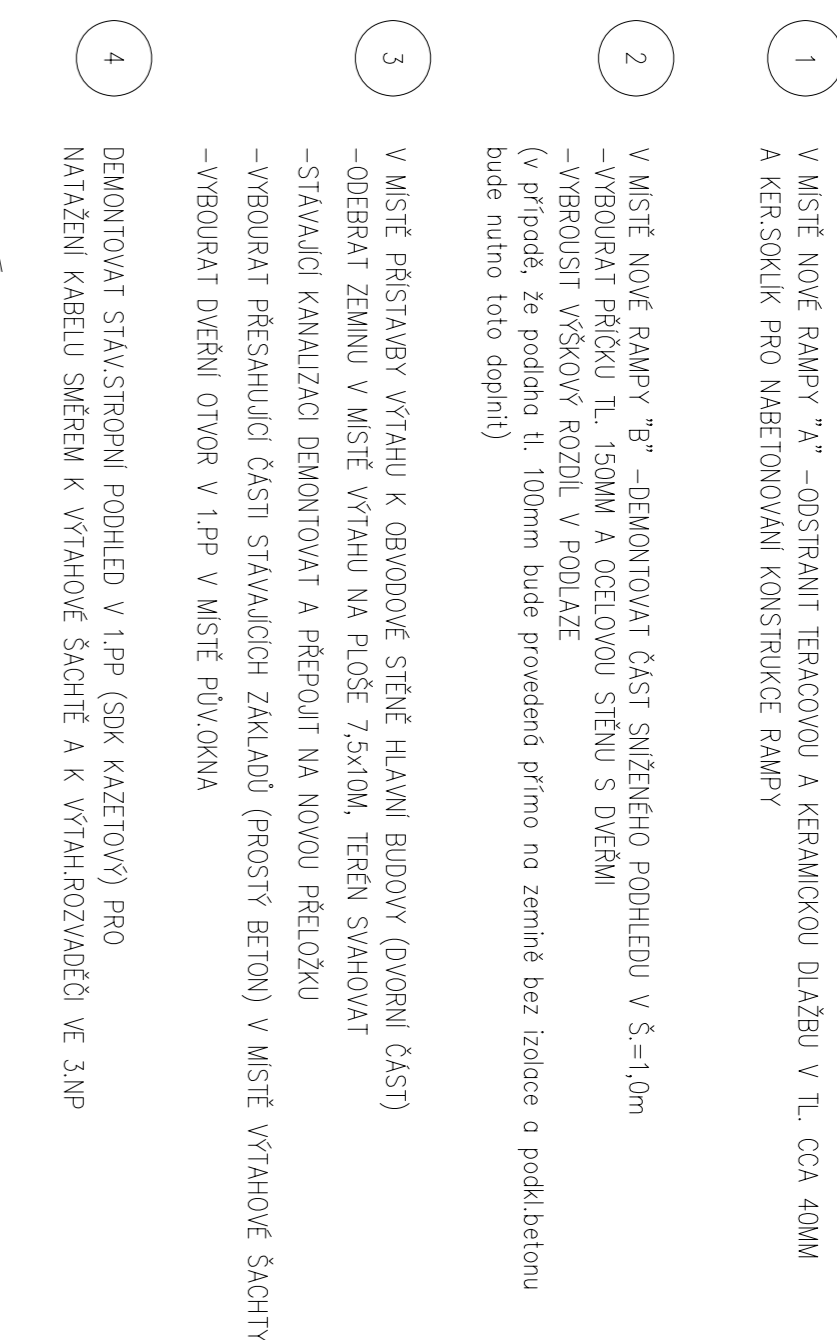 1
V MÍSTĚ NOVÉ RAMPY "A" –ODSTRANIT TERACOVOU A KERAMICKOU DLAŽBU V TL. CCA 40MM
A KER.SOKLÍK PRO NABETONOVÁNÍ KONSTRUKCE RAMPY
2
V MÍSTĚ NOVÉ RAMPY "B" –DEMONTOVAT ČÁST SNÍŽENÉHO PODHLEDU V Š.=1,0m
–VYBOURAT PŘÍČKU TL. 150MM A OCELOVOU STĚNU S DVEŘMI
–VYBROUSIT VÝŠKOVÝ ROZDÍL V PODLAZE
(v případě, že podlaha tl. 100mm bude provedená přímo na zemině bez izolace a podkl.betonu
bude nutno toto doplnit)
3
V MÍSTĚ PŘÍSTAVBY VÝTAHU K OBVODOVÉ STĚNĚ HLAVNÍ BUDOVY (DVORNÍ ČÁST)
–ODEBRAT ZEMINU V MÍSTĚ VÝTAHU NA PLOŠE 7,5x10M, TERÉN SVAHOVAT
–STÁVAJÍCÍ KANALIZACI DEMONTOVAT A PŘEPOJIT NA NOVOU PŘELOŽKU
–VYBOURAT PŘESAHUJÍCÍ ČÁSTI STÁVAJÍCÍCH ZÁKLADŮ (PROSTÝ BETON) V MÍSTĚ VÝTAHOVÉ ŠACHTY
–VYBOURAT DVEŘNÍ OTVOR V 1.PP V MÍSTĚ PŮV.OKNA
4
DEMONTOVAT STÁV.STROPNÍ PODHLED V 1.PP (SDK KAZETOVÝ) PRO
NATAŽENÍ KABELU SMĚREM K VÝTAHOVÉ ŠACHTĚ A K VÝTAH.ROZVADĚČI VE 3.NP